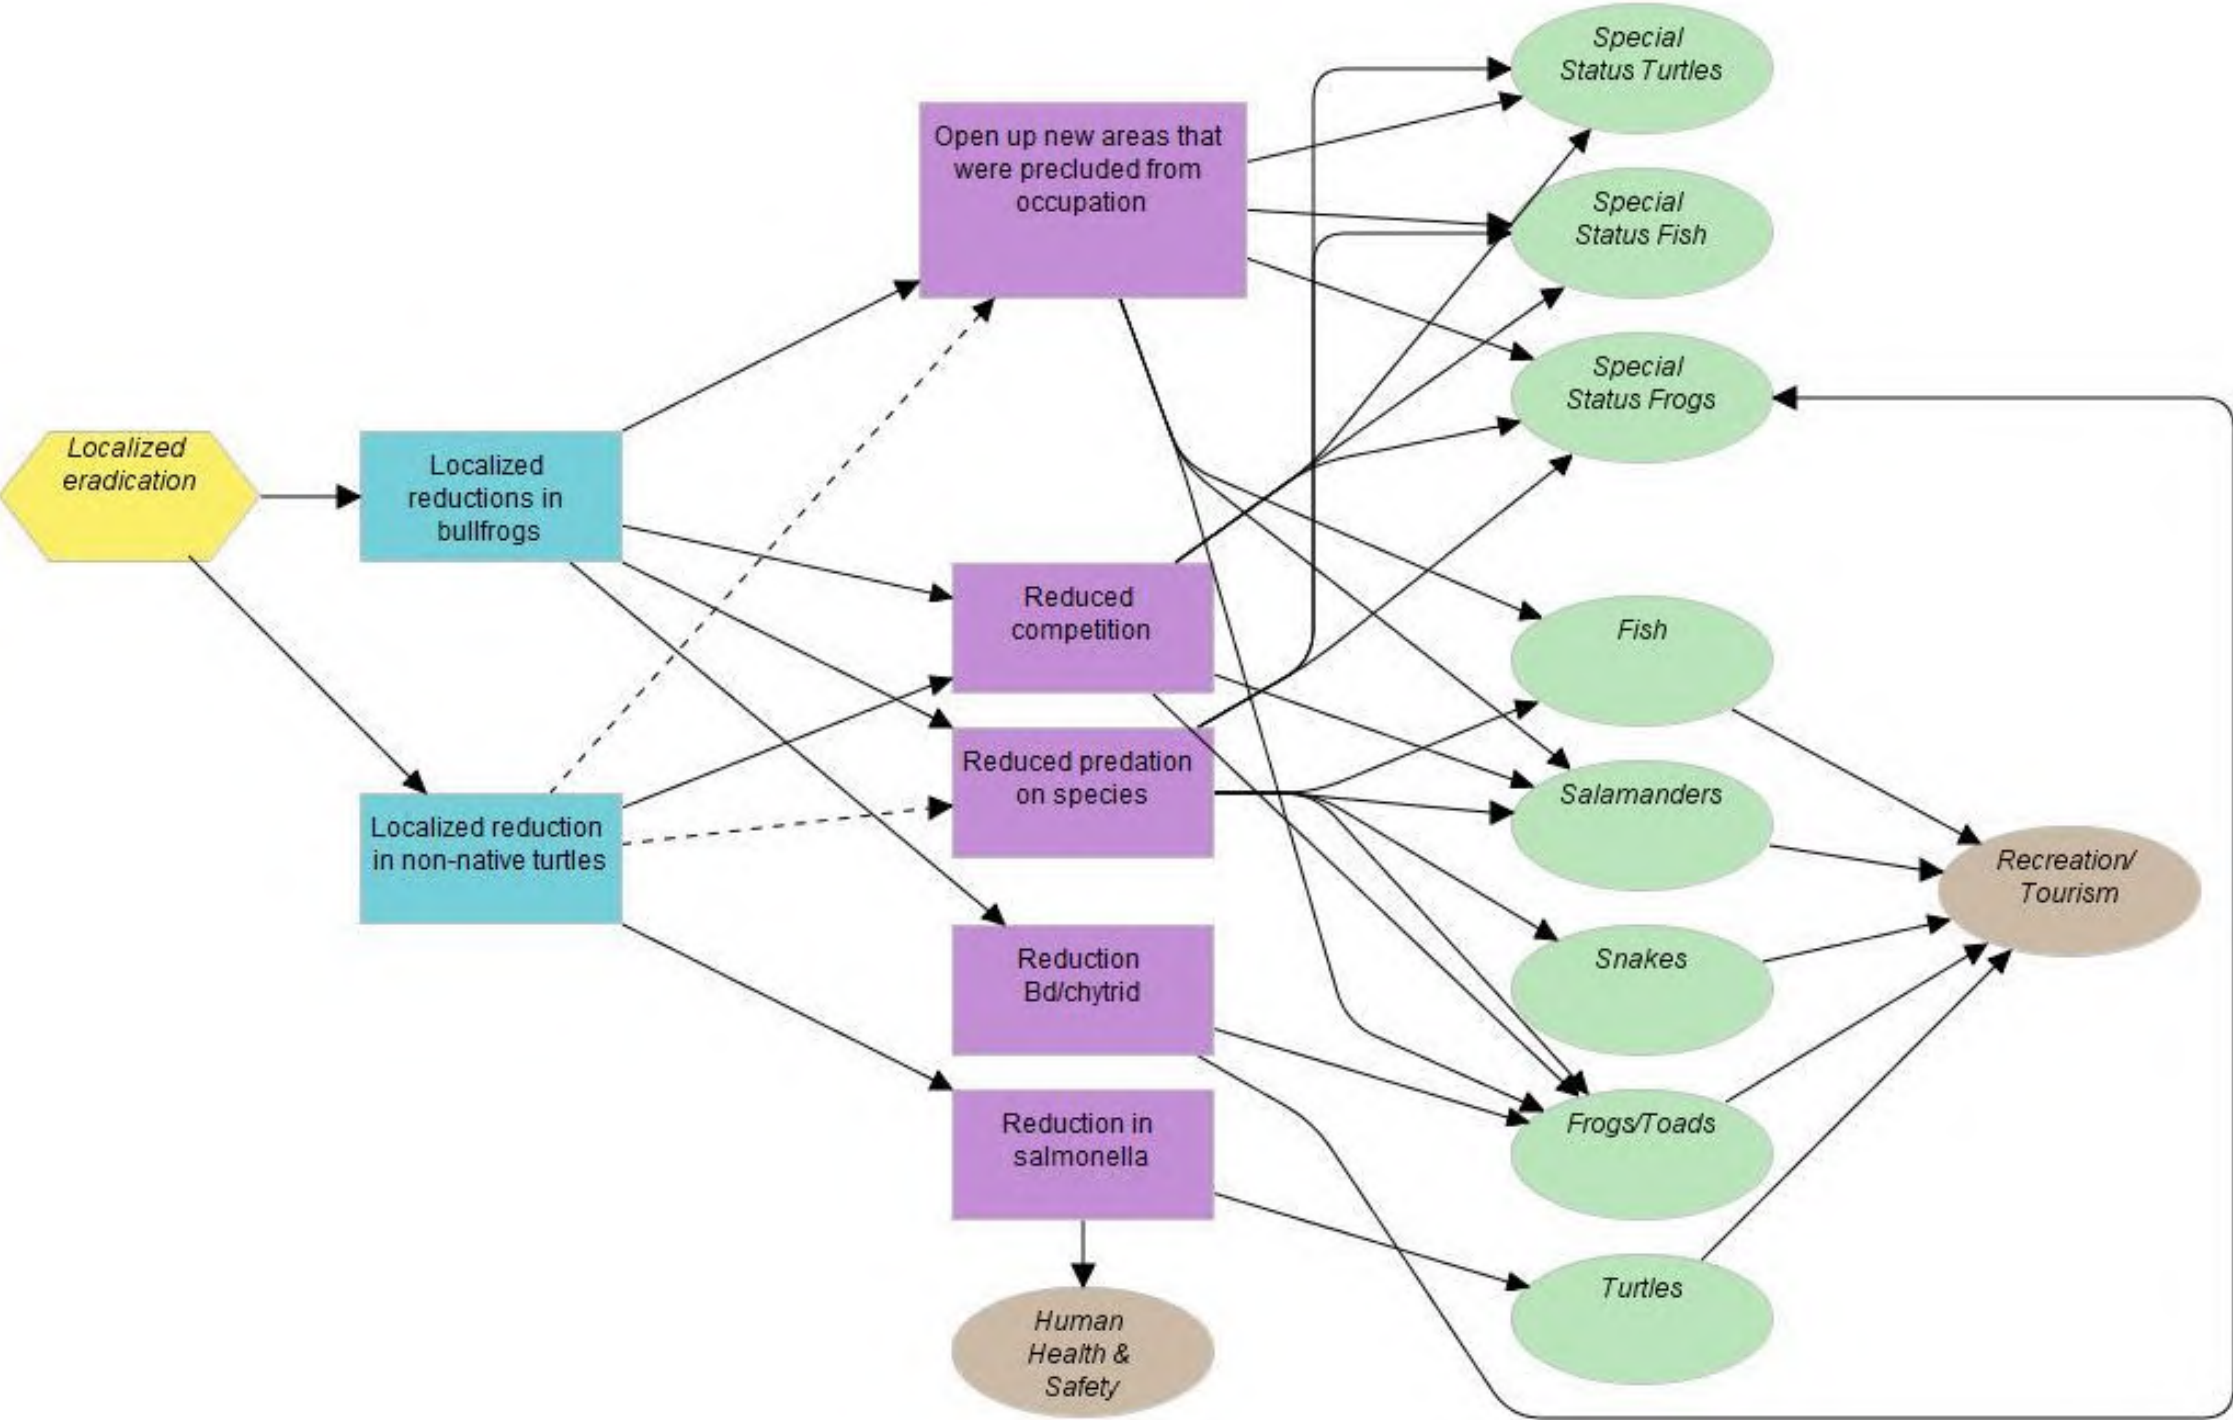 Special
Status Turtles
Open up new areas that
were precluded from
occupation
Special
Status Fish
Special
Status Frogs
Localized
eradication
Localized
reductions in
bullfrogs
Reduced
competition
Fish
Reduced predation
on species
Salamanders
Localized reduction
in non-native turtles
Recreation/
Tourism
Reduction
Bd/chytrid
Snakes
Reduction in
salmonella
Frogs/Toads
Turtles
Human
Health &
Safety